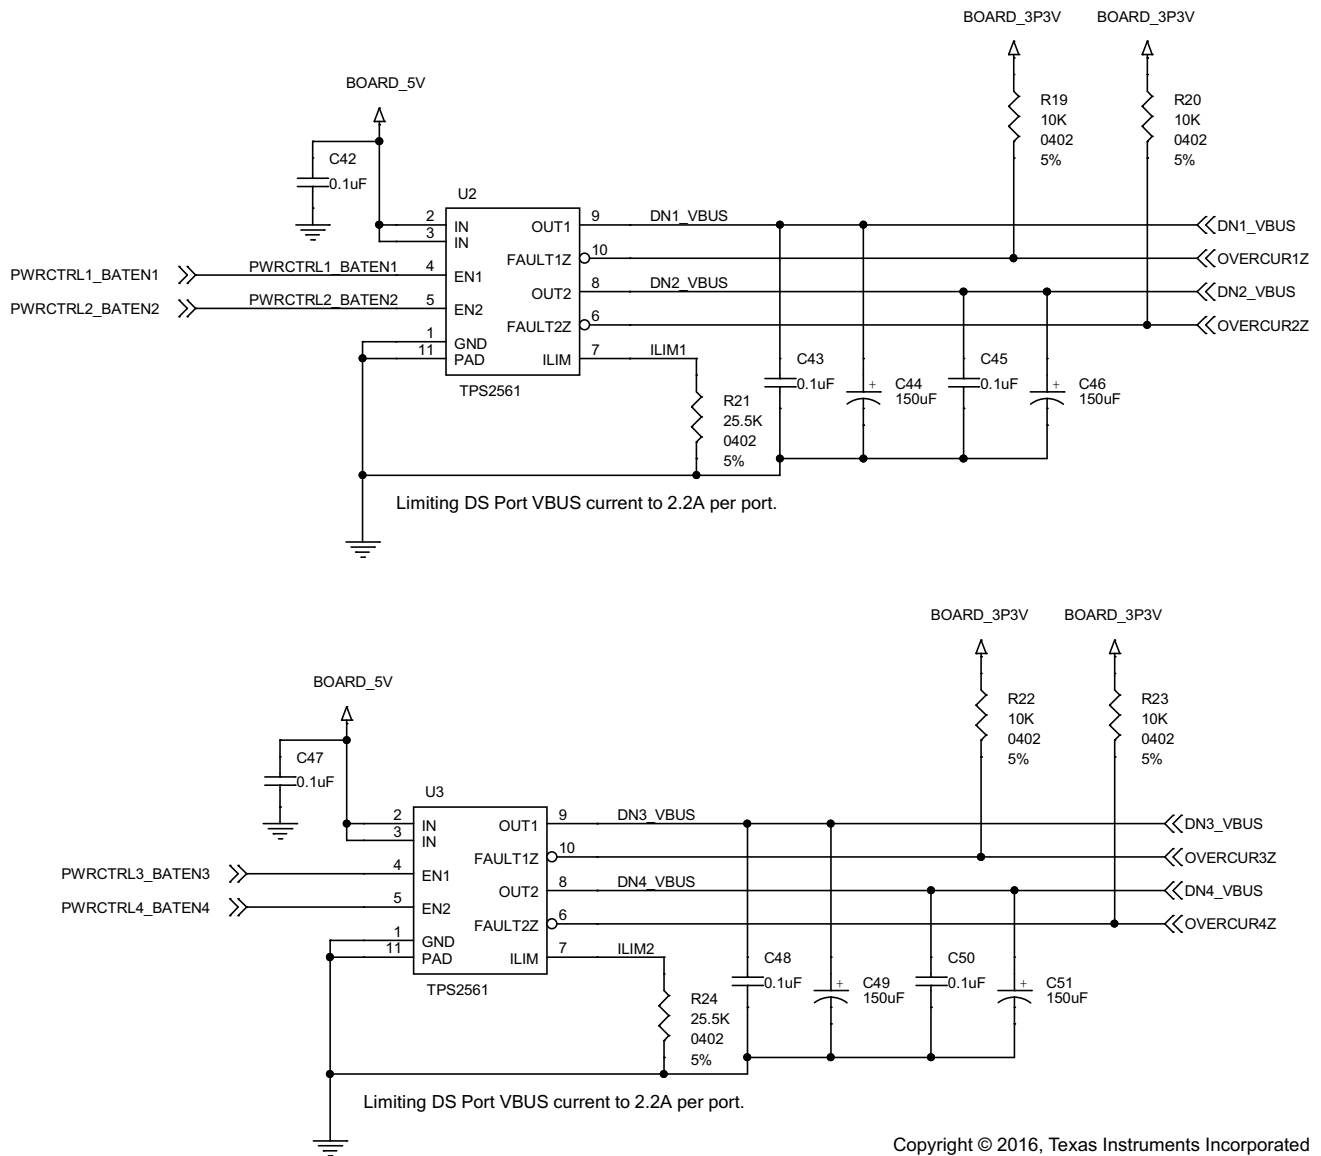 BOARD_3P3V BOARD_3P3V
BOARD_5V
R19
10K
0402
5%
R20
10K
0402
5%
C42
0.1uF
U2
2 IN
3 IN
PWRCTRL1_BATEN1 PWRCTRL1_BATEN1 4 EN1
PWRCTRL2_BATEN2 PWRCTRL2_BATEN2 5 EN2
1 GND
11 PAD
OUT1 9 DN1_VBUS DN1_VBUS
FAULT1Z 10 OVERCUR1Z
OUT2 8 DN2_VBUS DN2_VBUS
FAULT2Z 6 OVERCUR2Z
ILIM 7 ILIM1
TPS2561
R21
25.5K
0402
5%
C43
0.1uF
+
C44
150uF
C45
0.1uF
+
C46
150uF
Limiting DS Port VBUS current to 2.2A per port.
BOARD_3P3V BOARD_3P3V
BOARD_5V
R22
10K
0402
5%
R23
10K
0402
5%
C47
0.1uF
U3
2 IN
3 IN
PWRCTRL3_BATEN3 4 EN1
PWRCTRL4_BATEN4 5 EN2
1 GND
11 PAD
OUT1 9 DN3_VBUS DN3_VBUS
FAULT1Z 10 OVERCUR3Z
OUT2 8 DN4_VBUS DN4_VBUS
FAULT2Z 6 OVERCUR4Z
ILIM 7 ILIM2
TPS2561
R24
25.5K
0402
5%
C48
0.1uF
+
C49
150uF
C50
0.1uF
+
C51
150uF
Limiting DS Port VBUS current to 2.2A per port.
Copyright © 2016, Texas Instruments Incorporated